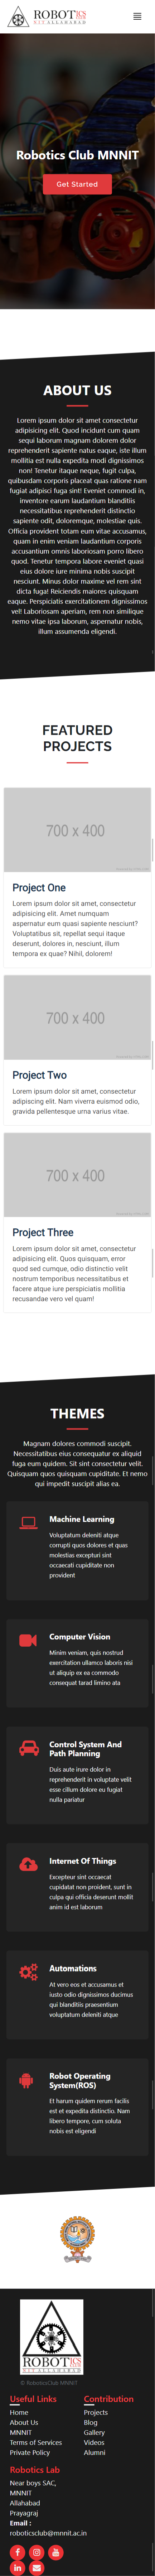 ROBOTICS
NIT ALLAHABAD
Robotics Club MNNIT
Get Started
ABOUT US
Lorem ipsum dolor sit amet consectetur
adipisicing elit. Quod incidunt cum quam
sequi laborum magnam dolorem dolor
reprehenderit sapiente natus eaque, iste illum
mollitia est nulla expedita modi dignissimos
non! Tenetur itaque neque, fugit culpa,
quibusdam corporis placeat quas ratione nam
fugiat adipisci fuga sint! Eveniet commodi in,
inventore earum laudantium blanditiis
necessitatibus reprehenderit distinctio
sapiente odit, doloremque, molestiae quis.
Officia provident totam eum vitae accusamus,
quam in enim veniam laudantium corporis
accusantium omnis laboriosam porro libero
quod. Tenetur tempora labore eveniet quasi
eius dolore iure minima nobis suscipit
nesciunt. Minus dolor maxime vel rem sint
dicta fuga! Reiciendis maiores quisquam
eaque. Perspiciatis exercitationem dignissimos
vel! Laboriosam aperiam, rem non similique
nemo vitae ipsa laborum, aspernatur nobis,
illum assumenda eligendi.
FEATURED
PROJECTS
700 x 400
Project One
Lorem ipsum dolor sit amet, consectetur
adipisicing elit. Amet numquam
aspernatur eum quasi sapiente nesciunt?
Voluptatibus sit, repellat sequi itaque
deserunt, dolores in, nesciunt, illum
tempora ex quae? Nihil, dolorem!
700 x 400
Project Two
Lorem ipsum dolor sit amet, consectetur
adipiscing elit. Nam viverra euismod odio,
gravida pellentesque urna varius vitae.
700 x 400
Project Three
Lorem ipsum dolor sit amet, consectetur
adipisicing elit. Quos quisquam, error
quod sed cumque, odio distinctio velit
nostrum temporibus necessitatibus et
facere atque iure perspiciatis mollitia
recusandae vero vel quam!
THEMES
Magnam dolores commodi suscipit.
Necessitatibus eius consequatur ex aliquid
fuga eum quidem. Sit sint consectetur velit.
Quisquam quos quisquam cupiditate. Et nemo
qui impedit suscipit alias ea.
Machine Learning
Voluptatum deleniti atque
corrupti quos dolores et quas
molestias excepturi sint
occaecati cupiditate non
provident
Computer Vision
Minim veniam, quis nostrud
exercitation ullamco laboris nisi
ut aliquip ex ea commodo
consequat tarad limino ata
Control System And
Path Planning
Duis aute irure dolor in
reprehenderit in voluptate velit
esse cillum dolore eu fugiat
nulla pariatur
Internet Of Things
Excepteur sint occaecat
cupidatat non proident, sunt in
culpa qui officia deserunt mollit
anim id est laborum
Automations
At vero eos et accusamus et
iusto odio dignissimos ducimus
qui blanditiis praesentium
voluptatum deleniti atque
Robot Operating
System(ROS)
Et harum quidem rerum facilis
est et expedita distinctio. Nam
libero tempore, cum soluta
nobis est eligendi
ROBOTICS
© RoboticsClub MNNIT
Useful Links
Home
About Us
MNNIT
Terms of Services
Private Policy
Contribution
Projects
Blog
Gallery
Videos
Alumni
Robotics Lab
Near boys SAC,
MNNIT
Allahabad
Prayagraj
Email :
roboticsclub@mnnit.ac.in